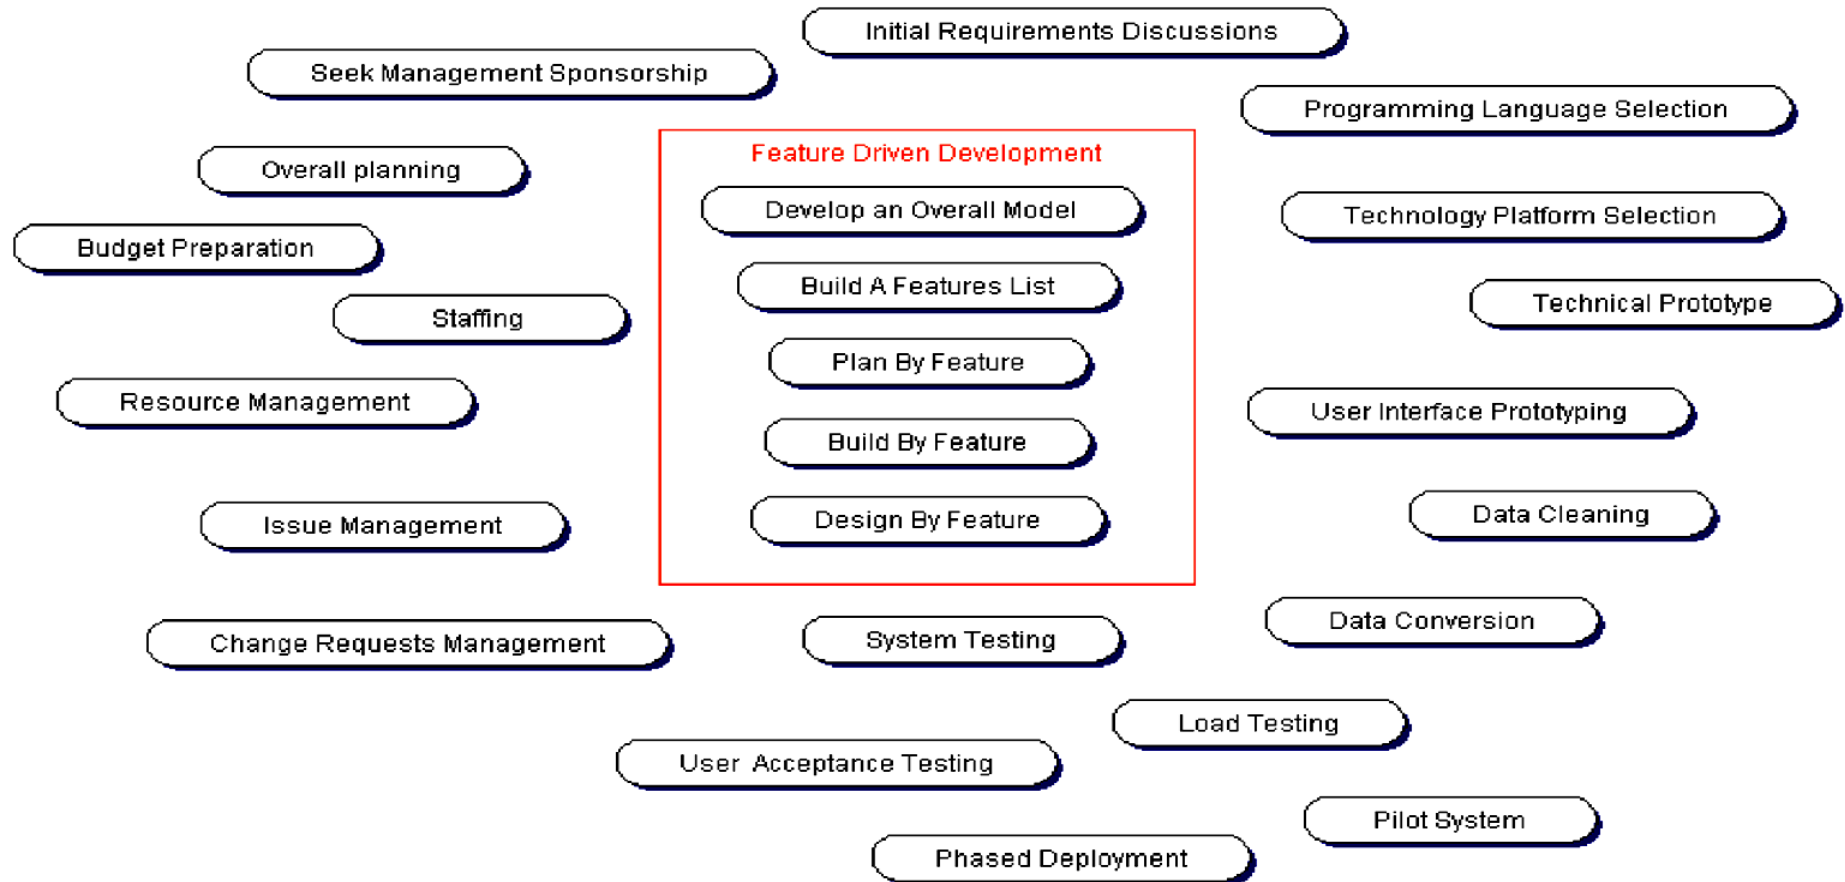 Initial Requirements Discussions
Seek Management Sponsorship
Programming Language Selection
Feature Driven Development
Overall planning
Develop an Overall Model
Technology Platform Selection
Budget Preparation
Build A Features List
Technical Prototype
Staffing
Plan By Feature
Resource Management
User Interface Prototyping
Build By Feature
Data Cleaning
Design By Feature
Issue Management
Data Conversion
System Testing
Change Requests Management
Load Testing
User Acceptance Testing
Pilot System
Phased Deployment